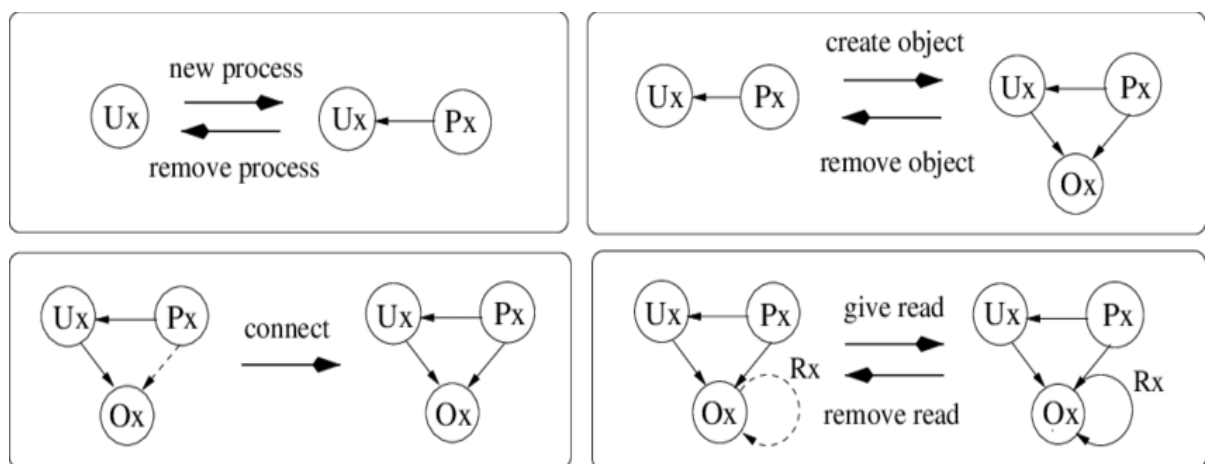 new process
Ux Ux Px
remove process
create object
Ux Px Ux Px
remove object
Ox
Ux Px Ux Px
connect
Ox Ox
Ux Px give read Ux Px
Rx Rx
Ox remove read Ox